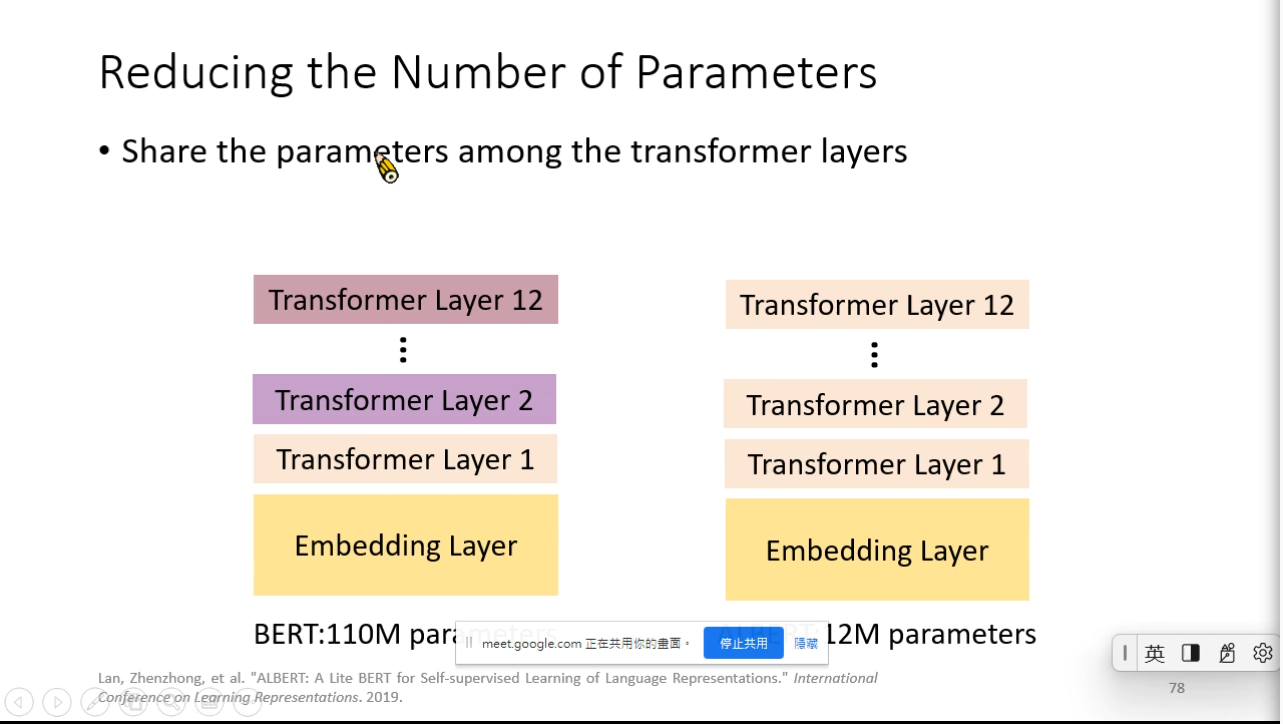 Reducing the Number of Parameters
• Share the parameters among the transformer layers
Transformer Layer 12
Transformer Layer 2
Transformer Layer 1
Embedding Layer
BERT:110M parameters
Transformer Layer 12
Transformer Layer 2
Transformer Layer 1
Embedding Layer
ALBERT:12M parameters
meet.google.com 正在共用你的畫面。 停止共用 隱藏
Lan, Zhenzhong, et al. "ALBERT: A Lite BERT for Self-supervised Learning of Language Representations." International
Conference on Learning Representations. 2019.
英
78